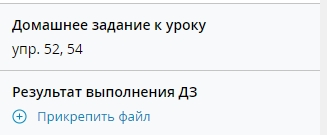 Домашнее задание к уроку
упр. 52, 54
Результат выполнения ДЗ
Прикрепить файл